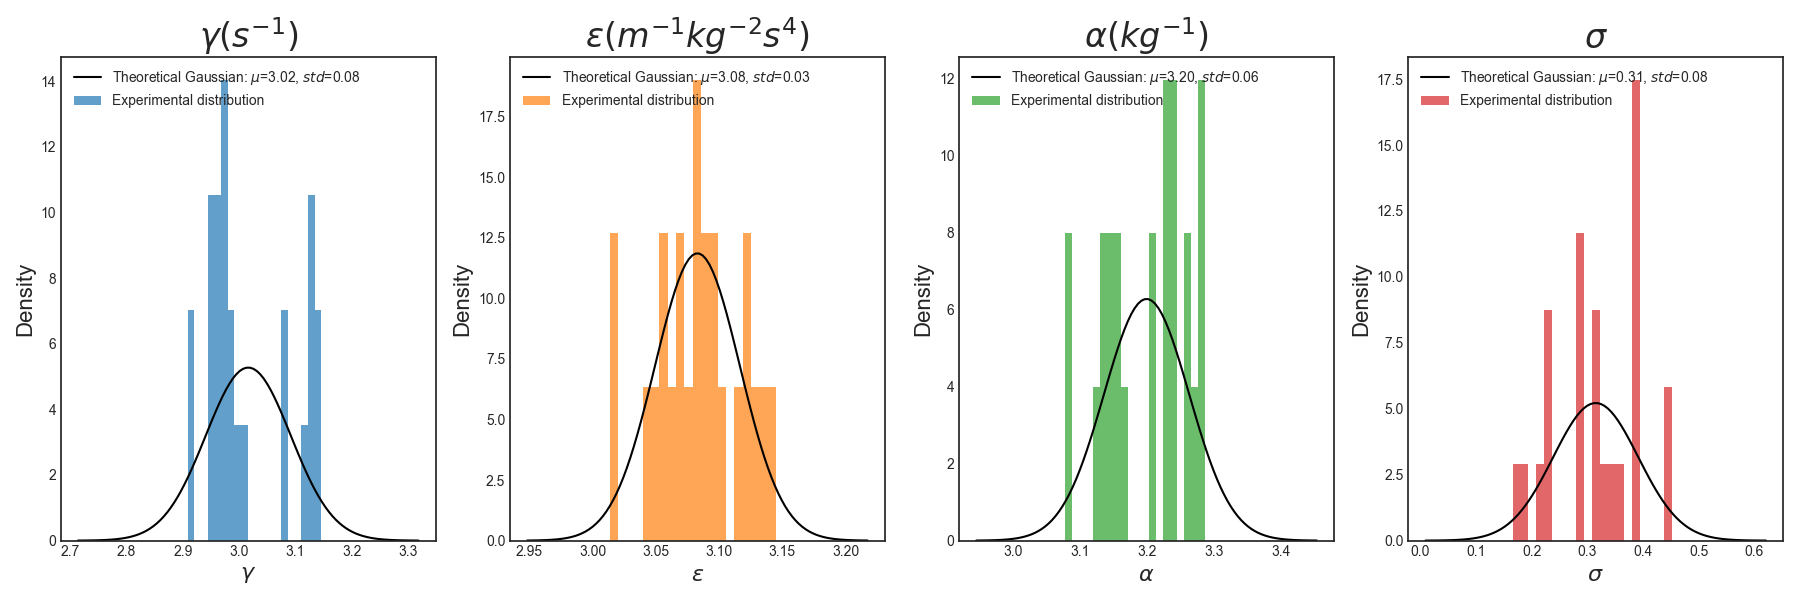 γ(s⁻¹)
Theoretical Gaussian: μ=3.02, std=0.08
Experimental distribution
Density
14
12
10
8
6
4
2
0
2.7 2.8 2.9 3.0 3.1 3.2 3.3
γ
ε(m⁻¹kg⁻²s⁴)
Theoretical Gaussian: μ=3.08, std=0.03
Experimental distribution
Density
17.5
15.0
12.5
10.0
7.5
5.0
2.5
0.0
2.95 3.00 3.05 3.10 3.15 3.20
ε
α(kg⁻¹)
Theoretical Gaussian: μ=3.20, std=0.06
Experimental distribution
Density
12
10
8
6
4
2
0
3.0 3.1 3.2 3.3 3.4
α
σ
Theoretical Gaussian: μ=0.31, std=0.08
Experimental distribution
Density
17.5
15.0
12.5
10.0
7.5
5.0
2.5
0.0
0.0 0.1 0.2 0.3 0.4 0.5 0.6
σ